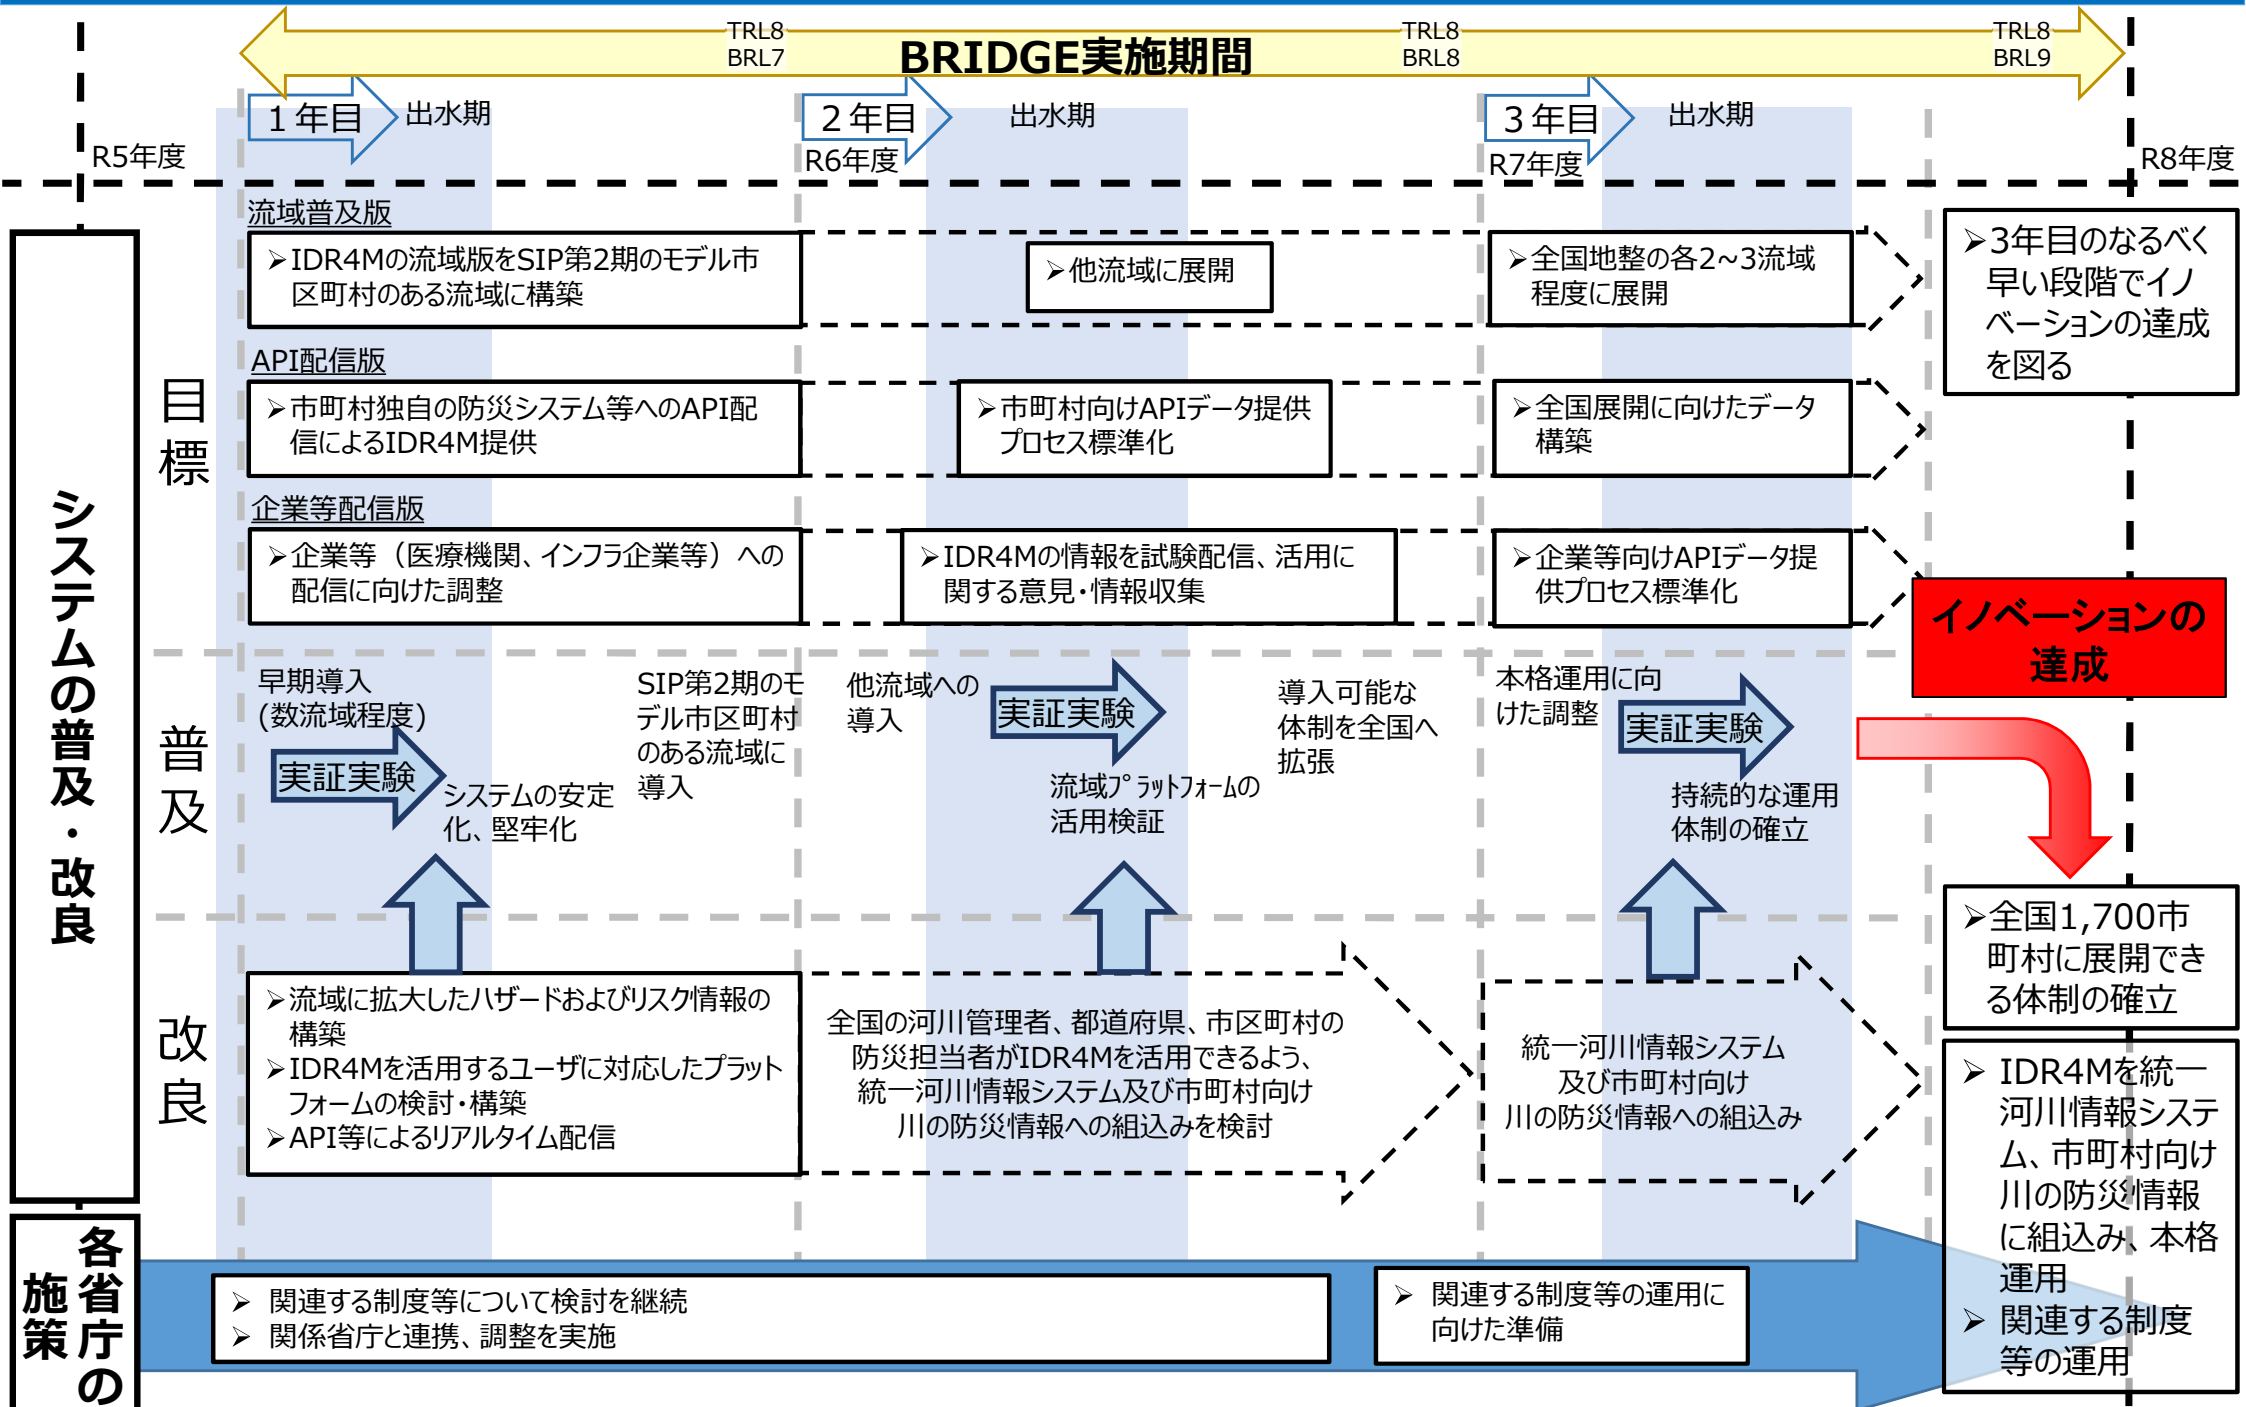 TRL8
BRL7
BRIDGE実施期間
TRL8
BRL8
TRL8
BRL9
1年目
出水期
2年目
出水期
3年目
出水期
R5年度
R6年度
R7年度
R8年度
システムの普及・改良
目標
流域普及版
➢IDR4Mの流域版をSIP第2期のモデル市
区町村のある流域に構築
➢他流域に展開
➢全国地整の各2~3流域
程度に展開
➢3年目のなるべく
早い段階でイノ
ベーションの達成
を図る
API配信版
➢市町村独自の防災システム等へのAPI配
信によるIDR4M提供
➢市町村向けAPIデータ提供
プロセス標準化
➢全国展開に向けたデータ
構築
企業等配信版
➢企業等（医療機関、インフラ企業等）への
配信に向けた調整
➢IDR4Mの情報を試験配信、活用に
関する意見・情報収集
➢企業等向けAPIデータ提
供プロセス標準化
イノベーションの
達成
普及
早期導入
(数流域程度)
実証実験
システムの安定
化、堅牢化
SIP第2期のモ
デル市区町村
のある流域に
導入
他流域への
導入
実証実験
流域プラットフォームの
活用検証
導入可能な
体制を全国へ
拡張
本格運用に向
けた調整
実証実験
持続的な運用
体制の確立
改良
➢流域に拡大したハザードおよびリスク情報の
構築
➢IDR4Mを活用するユーザに対応したプラット
フォームの検討・構築
➢API等によるリアルタイム配信
全国の河川管理者、都道府県、市区町村の
防災担当者がIDR4Mを活用できるよう、
統一河川情報システム及び市町村向け
川の防災情報への組込みを検討
統一河川情報システム
及び市町村向け
川の防災情報への組込み
➢全国1,700市
町村に展開でき
る体制の確立
➢ IDR4Mを統一
河川情報システ
ム、市町村向け
川の防災情報
に組込み、本格
運用
➢ 関連する制度
等の運用
各省庁の
施策
➢ 関連する制度等について検討を継続
➢ 関係省庁と連携、調整を実施
➢ 関連する制度等の運用に
向けた準備